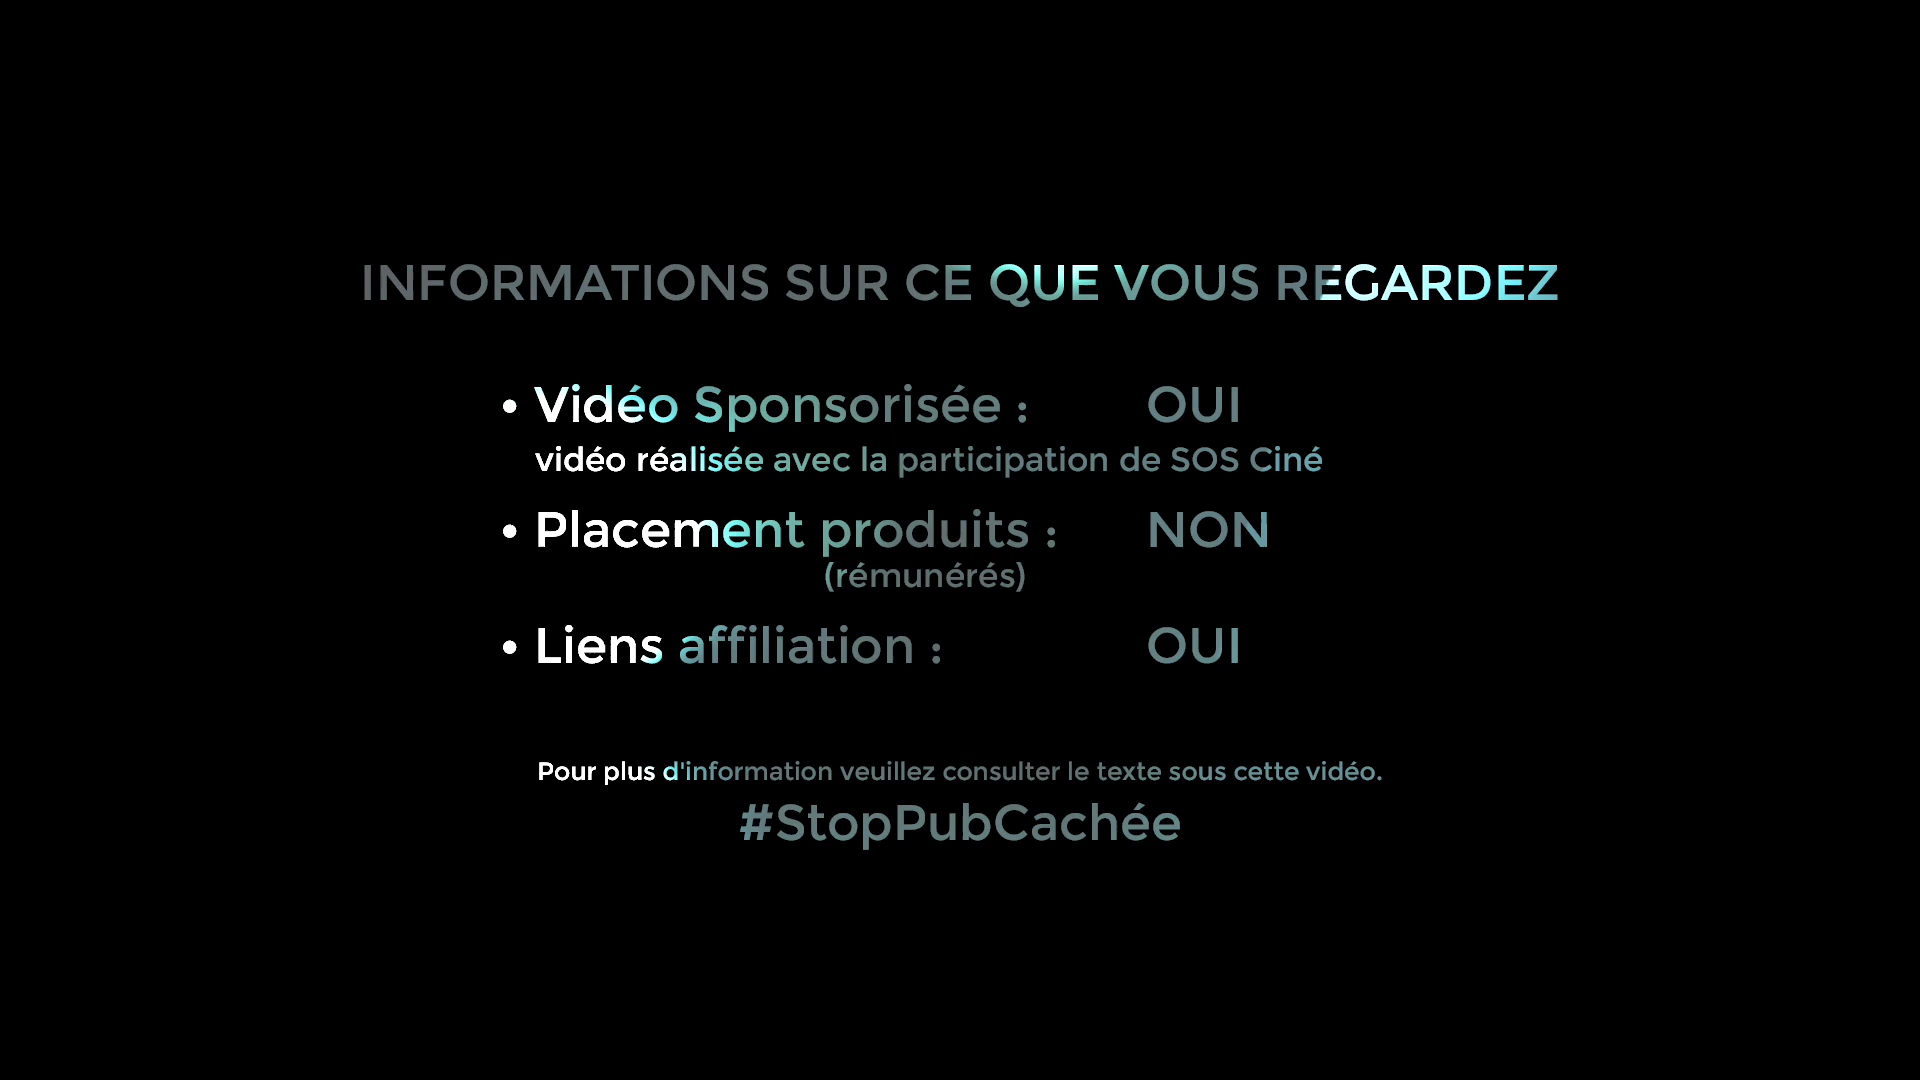 INFORMATIONS SUR CE QUE VOUS REGARDEZ
• Vidéo Sponsorisée : OUI
vidéo réalisée avec la participation de SOS Ciné
• Placement produits : NON
(rémunérés)
• Liens affiliation : OUI
Pour plus d'information veuillez consulter le texte sous cette vidéo.
#StopPubCachée